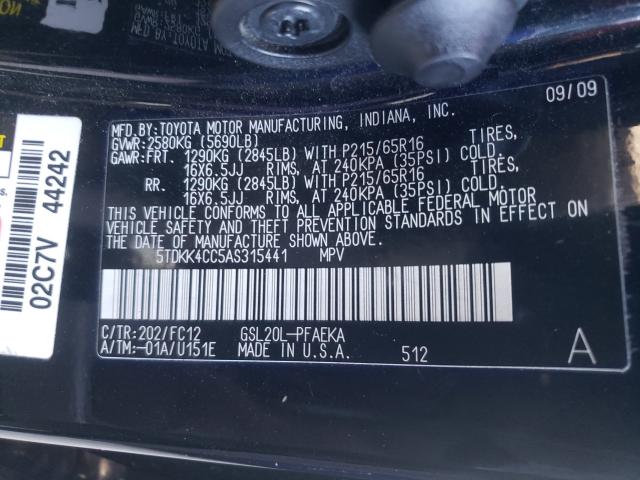 09/09
MFD.BY:TOYOTA MOTOR MANUFACTURING, INDIANA, INC.
GVWR:2580KG (5690LB)
GAWR:FRT. 1290KG (2845LB) WITH P215/65R16 TIRES,
16X6.5JJ RIMS, AT 240KPA (35PSI) COLD.
RR. 1290KG (2845LB) WITH P215/65R16 TIRES,
16X6.5JJ RIMS, AT 240KPA (35PSI) COLD.
THIS VEHICLE CONFORMS TO ALL APPLICABLE FEDERAL MOTOR
VEHICLE SAFETY AND THEFT PREVENTION STANDARDS IN EFFECT ON
THE DATE OF MANUFACTURE SHOWN ABOVE.
5TDKK4CC5AS315441 MPV
C/TR:202/FC12 GSL20L-PFAEKA
A/TM:-01A/U151E MADE IN U.S.A. 512 A
02C7V 44242